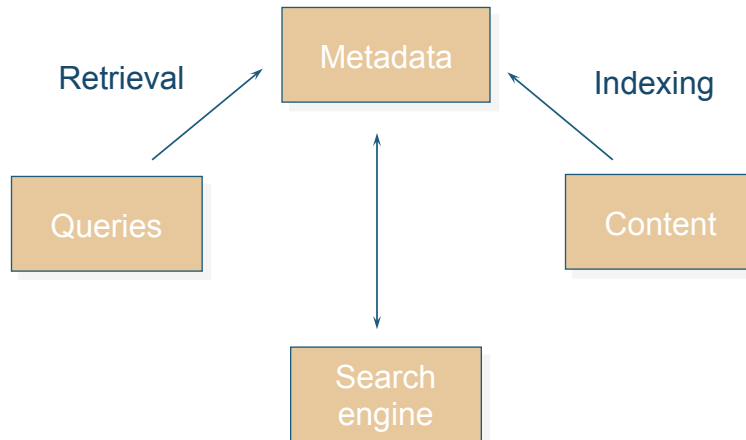 Metadata
Retrieval
Indexing
Queries
Content
Search
engine